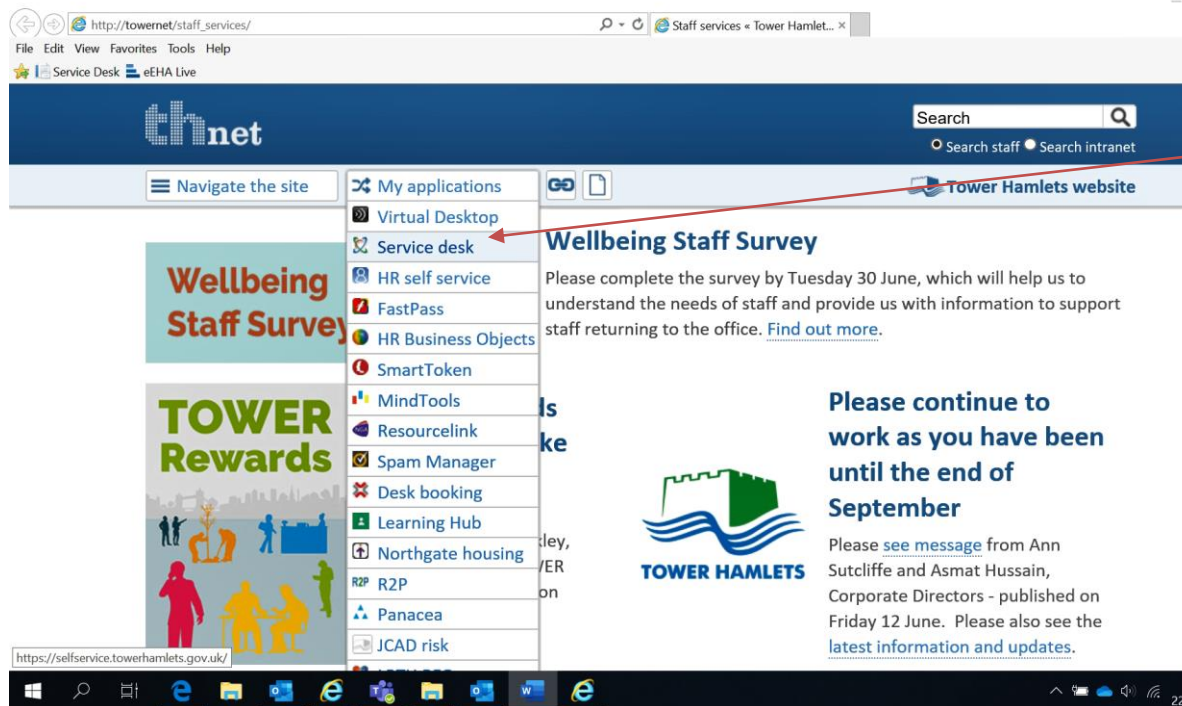 http://towernet/staff_services/
Staff services « Tower Hamlet...
File Edit View Favorites Tools Help
Service Desk eEHA Live
thnet
Search
Search staff Search intranet
Navigate the site
My applications
Tower Hamlets website
Virtual Desktop
Service desk
HR self service
FastPass
HR Business Objects
SmartToken
MindTools
Resourcelink
Spam Manager
Desk booking
Learning Hub
Northgate housing
R2P R2P
Panacea
JCAD risk
Wellbeing
Staff Survey
Wellbeing Staff Survey
Please complete the survey by Tuesday 30 June, which will help us to
understand the needs of staff and provide us with information to support
staff returning to the office. Find out more.
TOWER
Rewards
ls
ke
kley,
/ER
on
TOWER HAMLETS
Please continue to
work as you have been
until the end of
September
Please see message from Ann
Sutcliffe and Asmat Hussain,
Corporate Directors - published on
Friday 12 June. Please also see the
latest information and updates.
https://selfservice.towerhamlets.gov.uk/
22